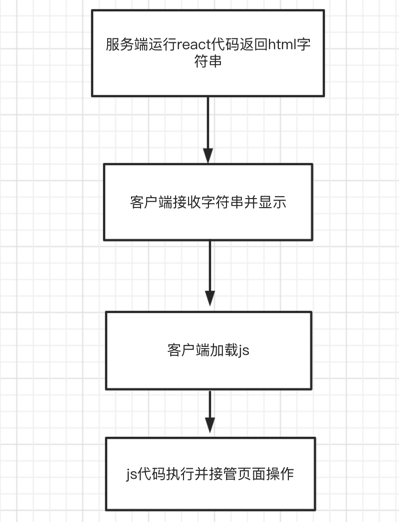 服务端运行react代码返回html字
符串
客户端接收字符串并显示
客户端加载js
js代码执行并接管页面操作